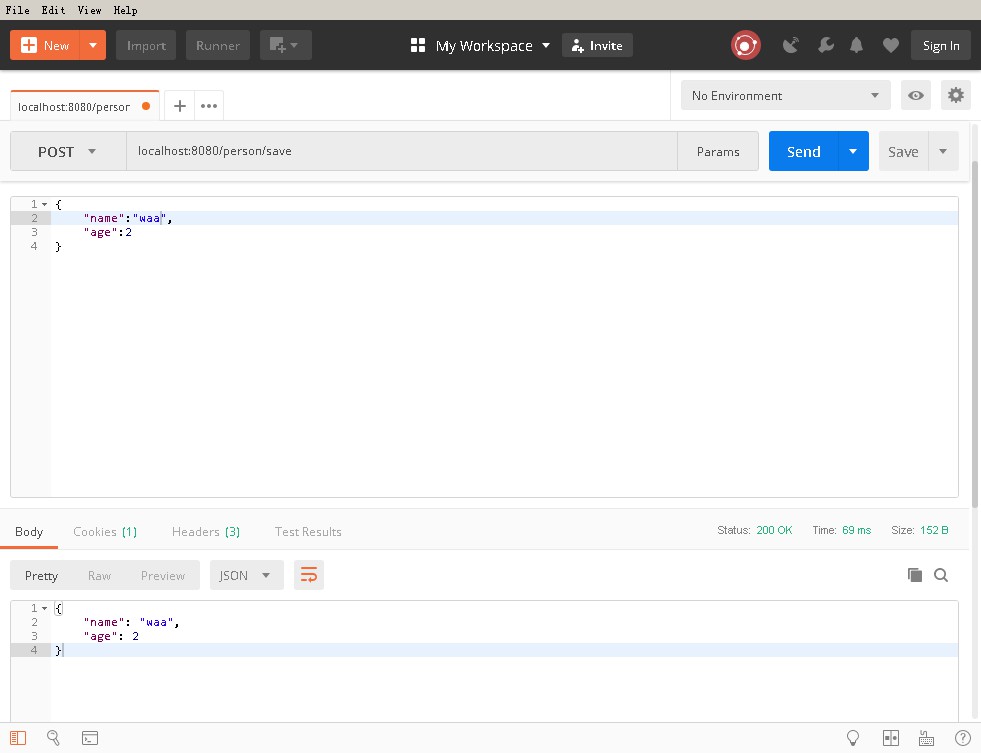 File Edit View Help
New Import Runner My Workspace Invite Sign In
localhost:8080/person No Environment
POST localhost:8080/person/save Params Send Save
1 {
2 "name":"waa",
3 "age":2
4 }
Body Cookies (1) Headers (3) Test Results Status: 200 OK Time: 69 ms Size: 152 B
Pretty Raw Preview JSON
1 {
2 "name": "waa",
3 "age": 2
4 }